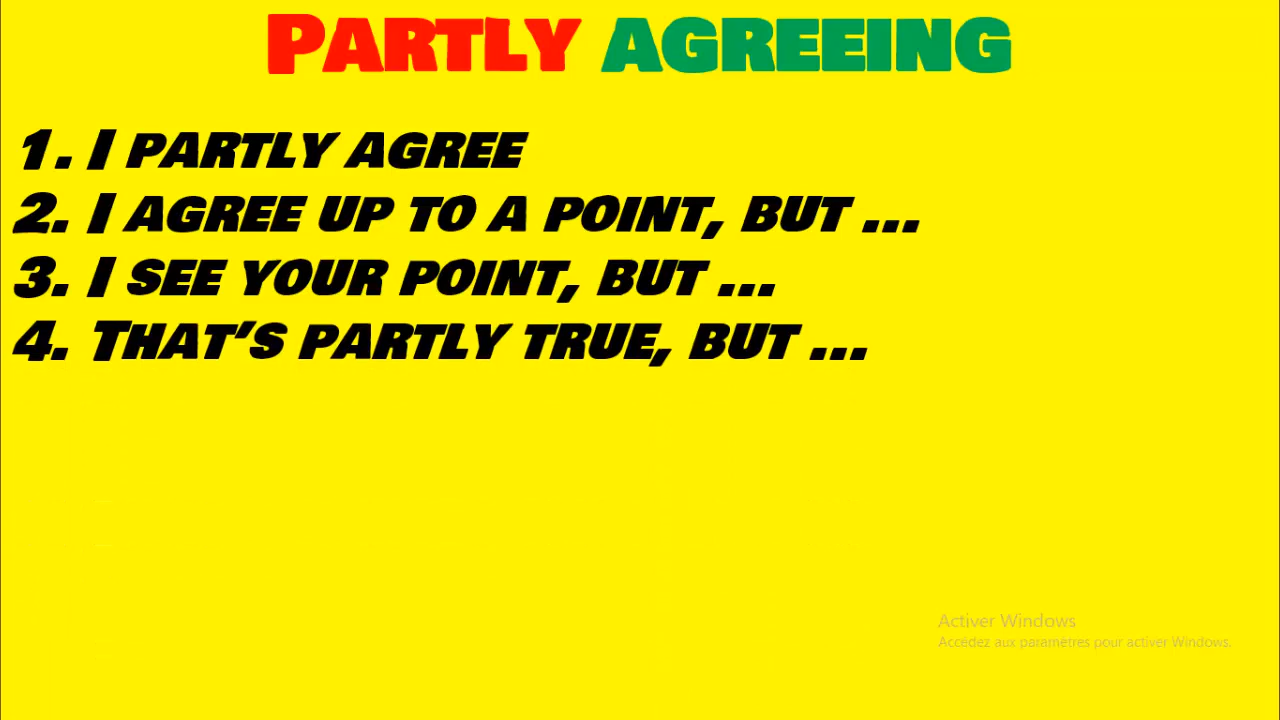 Partly agreeing
1. I partly agree
2. I agree up to a point, but ...
3. I see your point, but ...
4. That's partly true, but ...
Activer Windows
Accédez aux paramètres pour activer Windows.